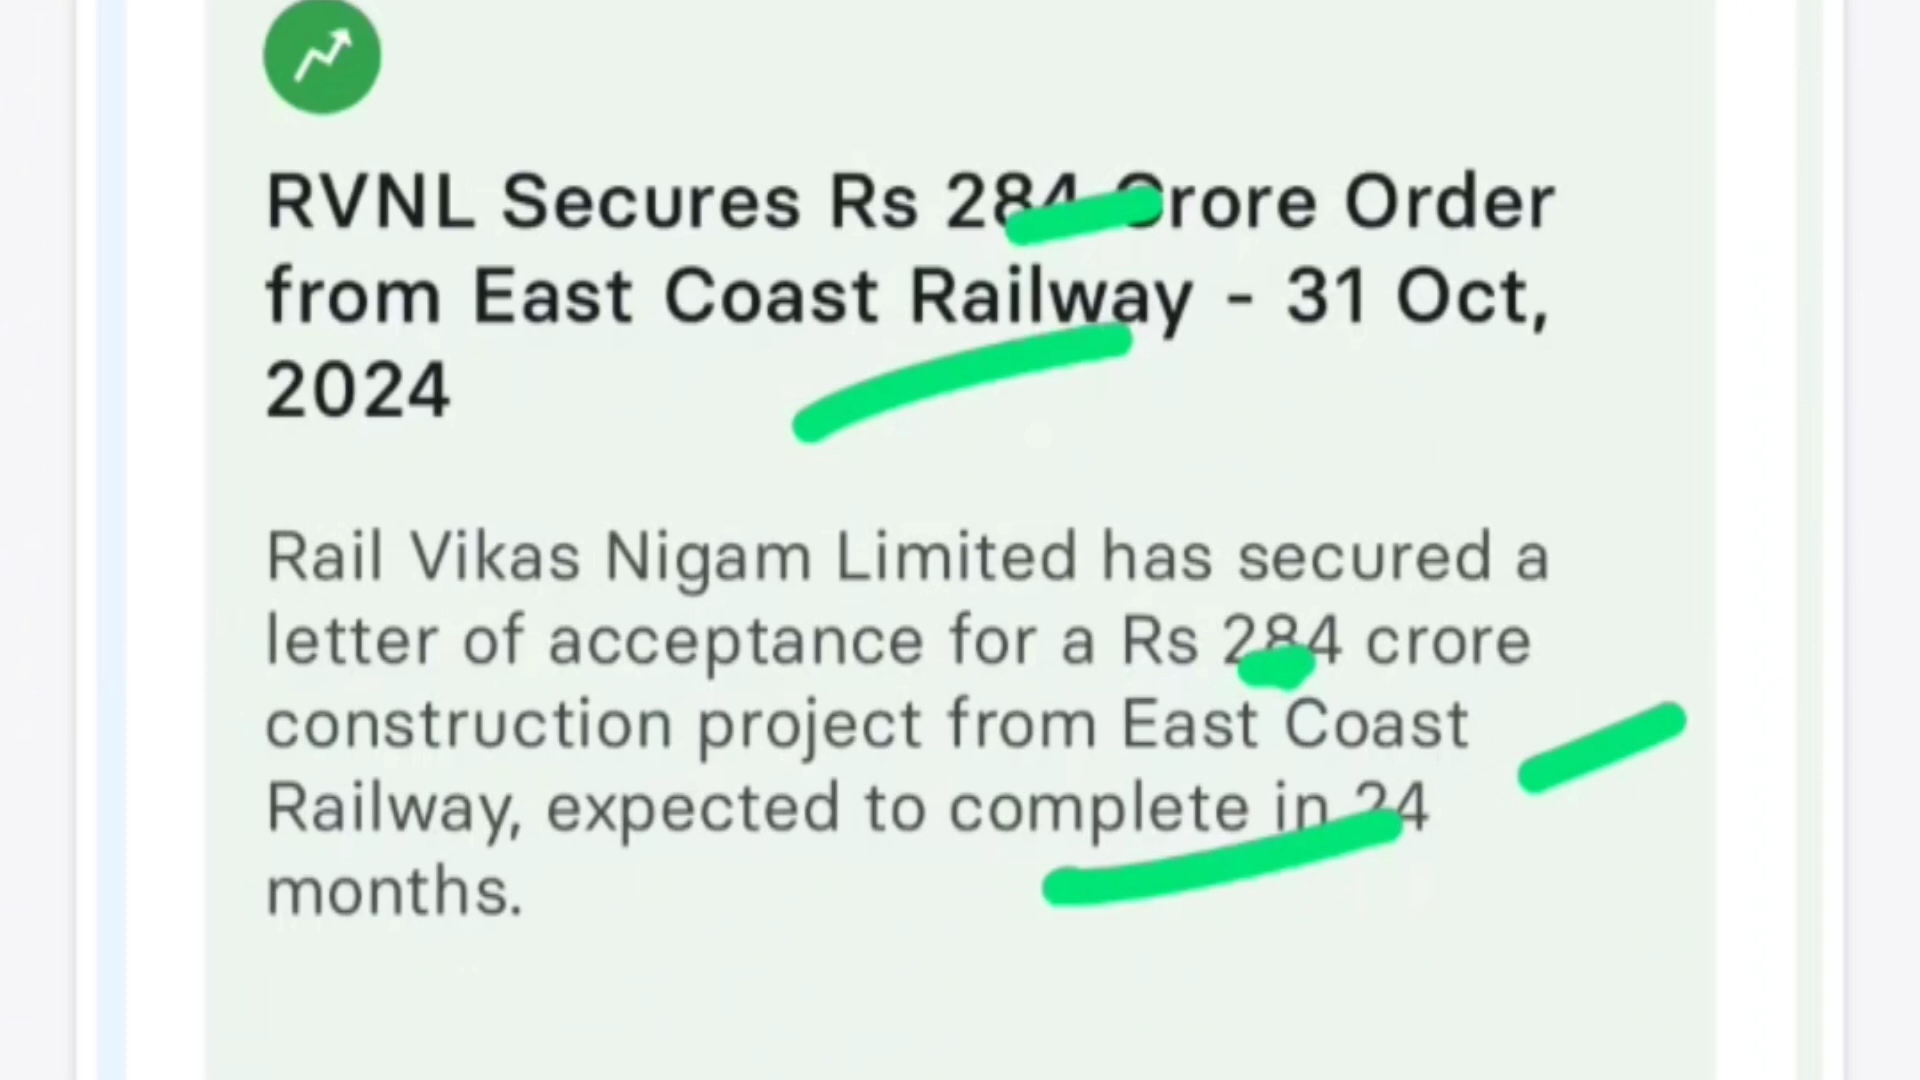 RVNL Secures Rs 284 Crore Order
from East Coast Railway - 31 Oct,
2024
Rail Vikas Nigam Limited has secured a
letter of acceptance for a Rs 284 crore
construction project from East Coast
Railway, expected to complete in 24
months.